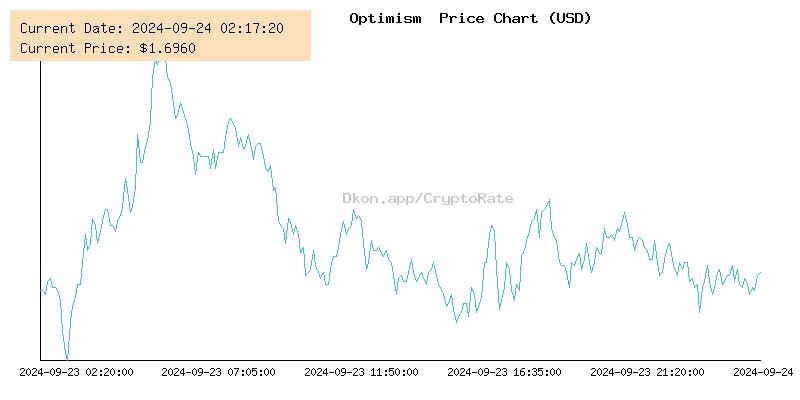 Optimism Price Chart (USD)
Current Date: 2024-09-24 02:17:20
Current Price: $1.6960
Dkon.app/CryptoRate
2024-09-23 02:20:00 2024-09-23 07:05:00 2024-09-23 11:50:00 2024-09-23 16:35:00 2024-09-23 21:20:00 2024-09-24